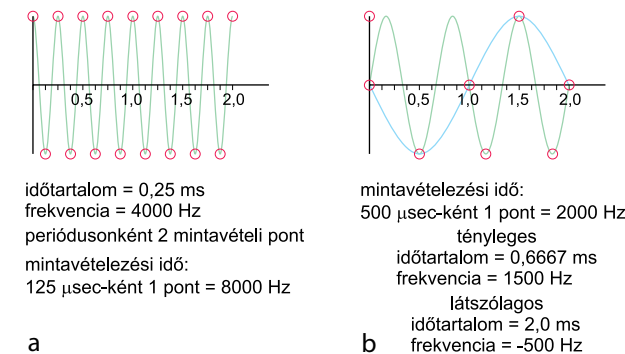 0,5 1,0 1,5 2,0
időtartalom = 0,25 ms
frekvencia = 4000 Hz
periódusonként 2 mintavételi pont
mintavételezési idő:
125 μsec-ként 1 pont = 8000 Hz
a
0,5 1,0 1,5 2,0
mintavételezési idő:
500 μsec-ként 1 pont = 2000 Hz
tényleges
időtartalom = 0,6667 ms
frekvencia = 1500 Hz
látszólagos
időtartalom = 2,0 ms
frekvencia = -500 Hz
b